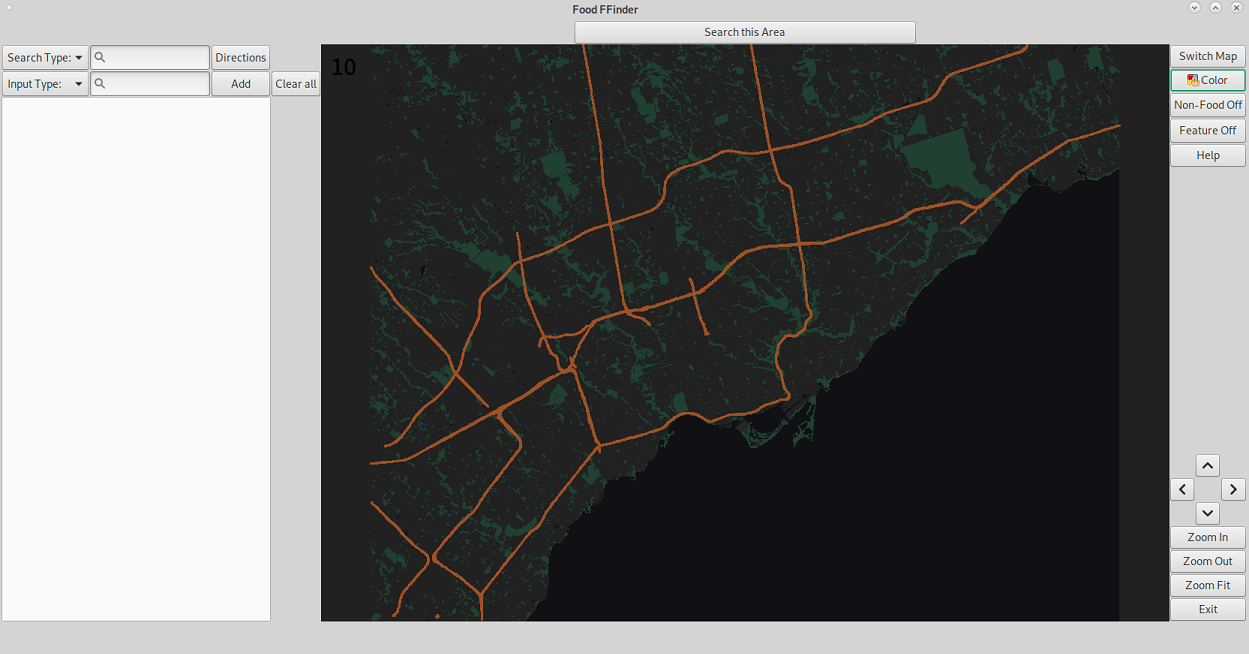 Food FFinder
Search this Area
Search Type:
Directions
Input Type:
Add
Clear all
10
Switch Map
Color
Non-Food Off
Feature Off
Help
Zoom In
Zoom Out
Zoom Fit
Exit